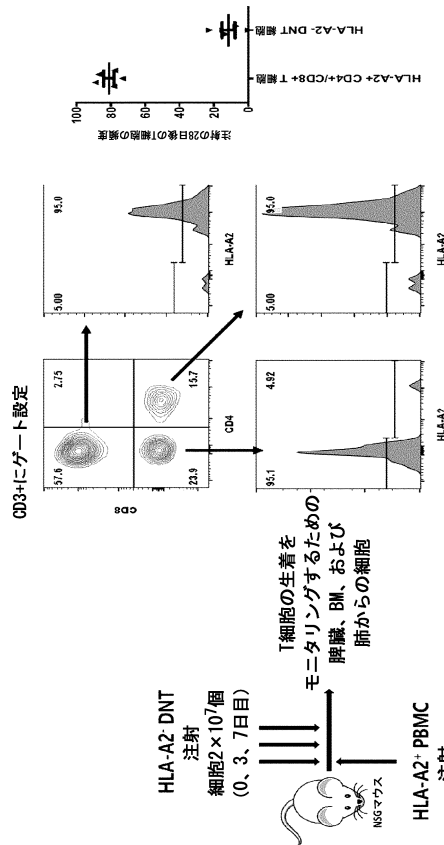 HLA-A2⁻ DNT
注射
細胞2×10⁷個
(0、3、7日目)
NSGマウス
HLA-A2⁺ PBMC
注射
T細胞の生着を
モニタリングするための
脾臓、BM、および
肺からの細胞
CD3+にゲート設定
57.6
2.75
23.9
15.7
CD8
CD4
5.00
95.0
HLA-A2
95.1
4.92
HLA-A2
5.00
95.0
HLA-A2
注射の28日後のT細胞の頻度
100
80
60
40
20
0
HLA-A2+ CD4+/CD8+ T細胞
HLA-A2- DNT細胞